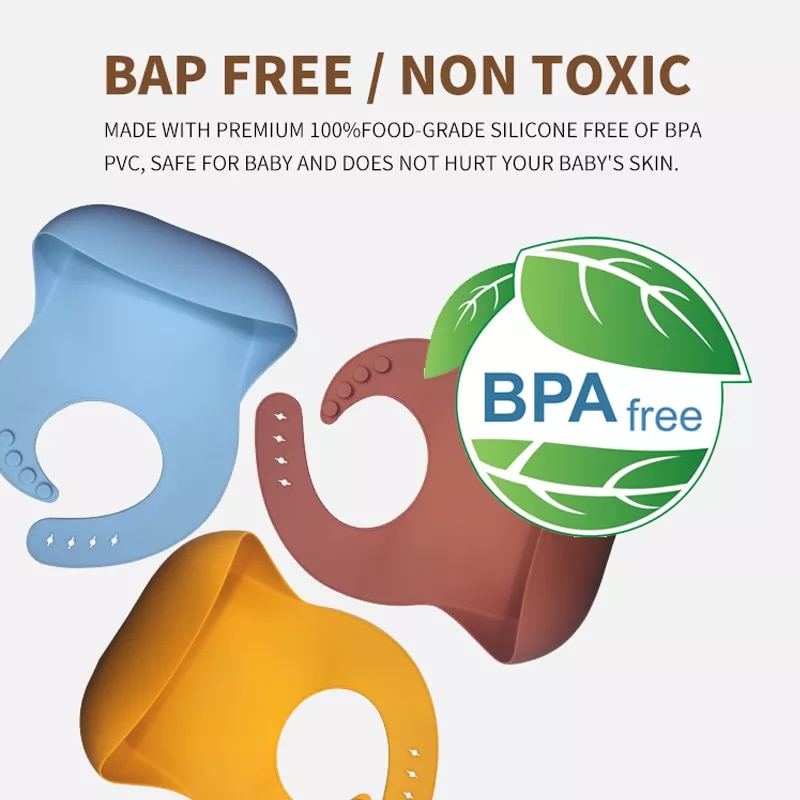 BAP FREE / NON TOXIC
MADE WITH PREMIUM 100%FOOD-GRADE SILICONE FREE OF BPA
PVC, SAFE FOR BABY AND DOES NOT HURT YOUR BABY'S SKIN.
BPA free